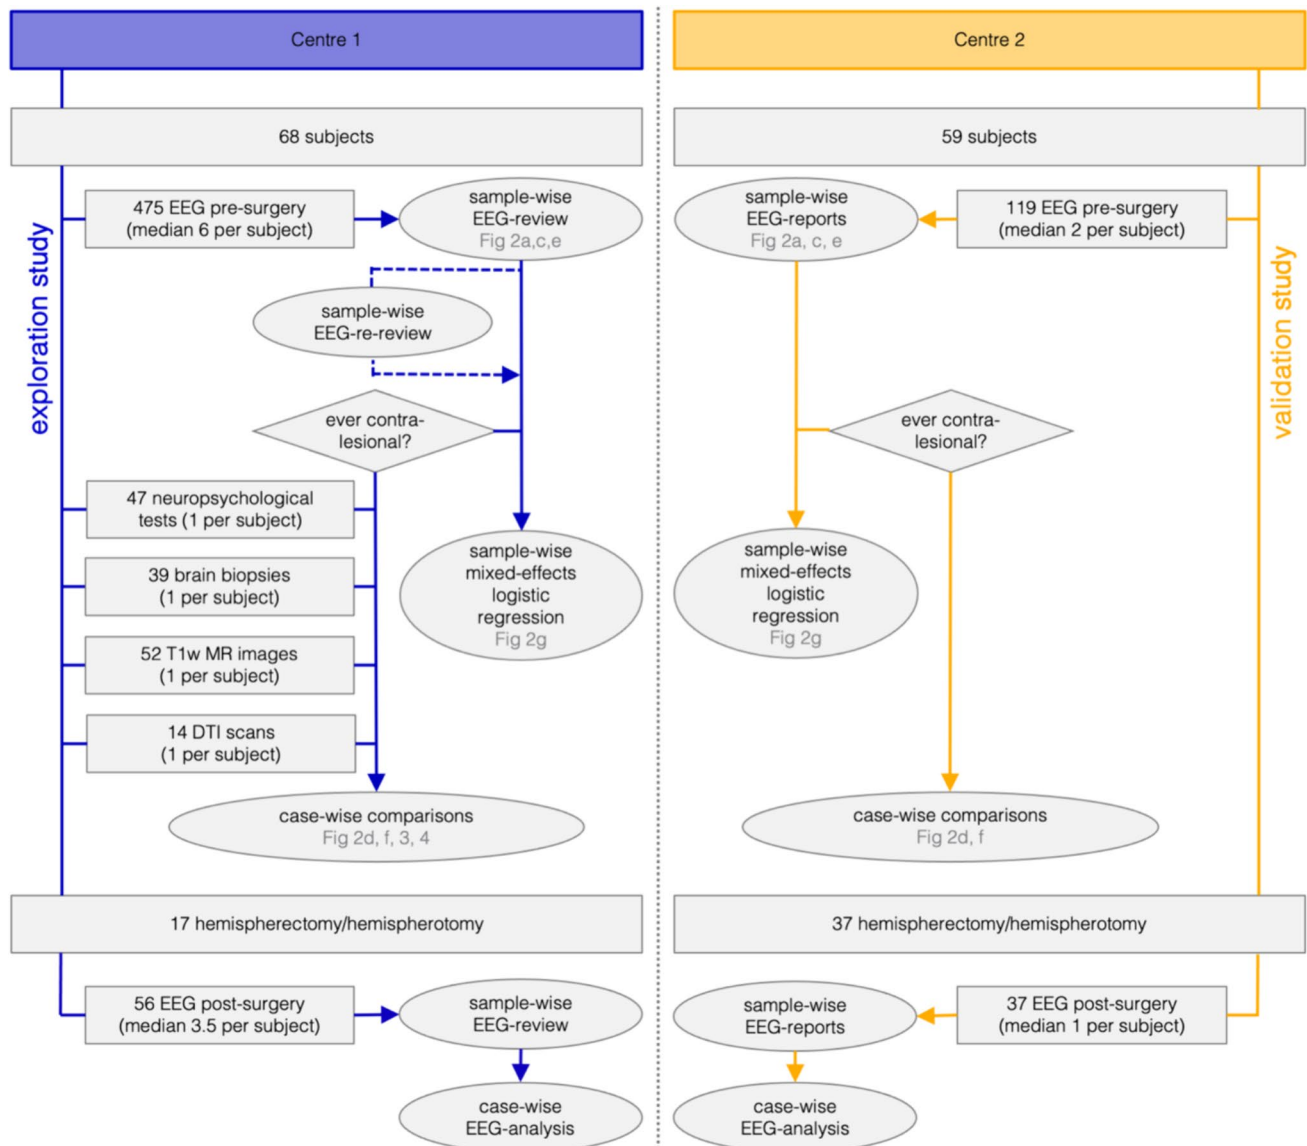 Centre 1
68 subjects
exploration study
475 EEG pre-surgery
(median 6 per subject)
sample-wise
EEG-review
Fig 2a,c,e
sample-wise
EEG-re-review
ever contra-
lesional?
47 neuropsychological
tests (1 per subject)
39 brain biopsies
(1 per subject)
52 T1w MR images
(1 per subject)
14 DTI scans
(1 per subject)
sample-wise
mixed-effects
logistic
regression
Fig 2g
case-wise comparisons
Fig 2d, f, 3, 4
17 hemispherectomy/hemispherotomy
56 EEG post-surgery
(median 3.5 per subject)
sample-wise
EEG-review
case-wise
EEG-analysis
Centre 2
59 subjects
validation study
sample-wise
EEG-reports
Fig 2a, c, e
119 EEG pre-surgery
(median 2 per subject)
ever contra-
lesional?
sample-wise
mixed-effects
logistic
regression
Fig 2g
case-wise comparisons
Fig 2d, f
37 hemispherectomy/hemispherotomy
sample-wise
EEG-reports
37 EEG post-surgery
(median 1 per subject)
case-wise
EEG-analysis